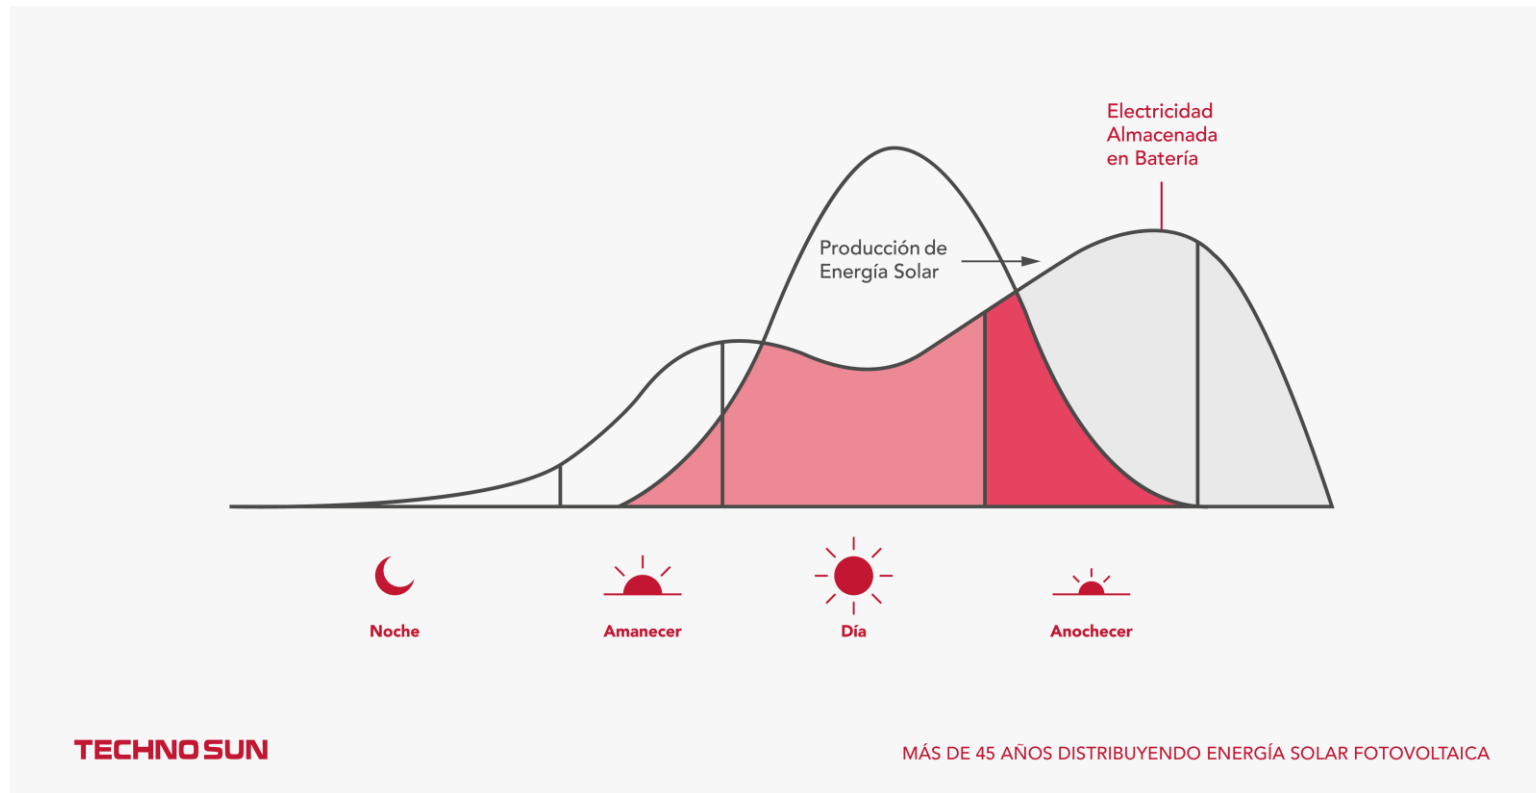 Electricidad
Almacenada
en Batería
Producción de
Energía Solar
Noche
Amanecer
Día
Anochecer
TECHNO SUN
MÁS DE 45 AÑOS DISTRIBUYENDO ENERGÍA SOLAR FOTOVOLTAICA